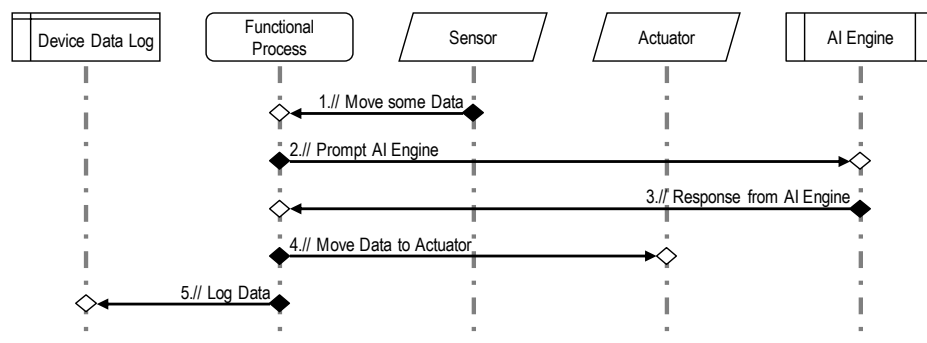 Device Data Log
Functional
Process
Sensor
Actuator
AI Engine
1.// Move some Data
2.// Prompt AI Engine
3.// Response from AI Engine
4.// Move Data to Actuator
5.// Log Data